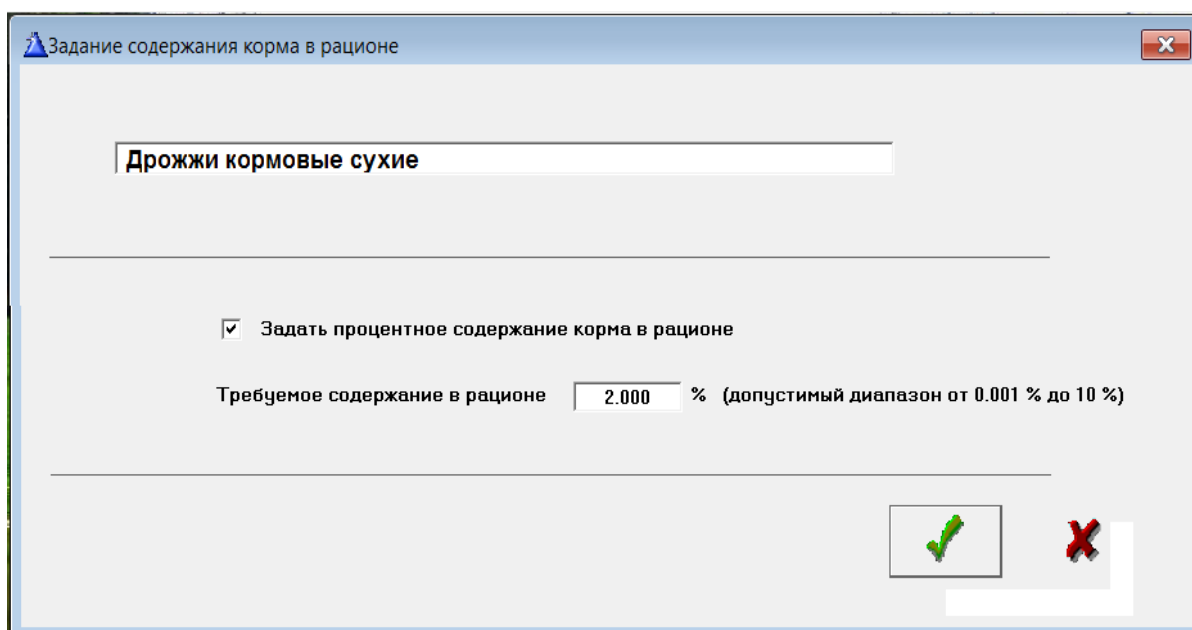 Задание содержания корма в рационе
Дрожжи кормовые сухие
Задать процентное содержание корма в рационе
Требуемое содержание в рационе 2.000 % (допустимый диапазон от 0.001 % до 10 %)